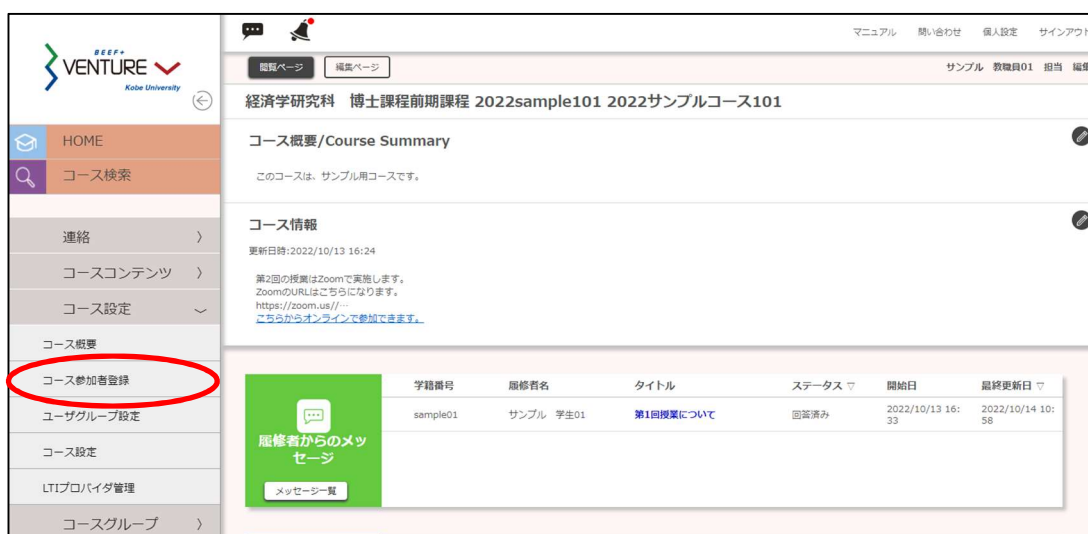 BEEF+
VENTURE
Kobe University
マニュアル 問い合わせ 個人設定 サインアウト
閲覧ページ 編集ページ
サンプル 教職員01 担当 編集
経済学研究科 博士課程前期課程 2022sample101 2022サンプルコース101
HOME
コース検索
連絡
コースコンテンツ
コース設定
コース概要
コース参加者登録
ユーザグループ設定
コース設定
LTIプロバイダ管理
コースグループ
コース概要/Course Summary
このコースは、サンプル用コースです。
コース情報
更新日時:2022/10/13 16:24
第2回の授業はZoomで実施します。
ZoomのURLはこちらになります。
https://zoom.us//…
こちらからオンラインで参加できます。
履修者からのメッ
セージ
メッセージ一覧
学籍番号 履修者名 タイトル ステータス ▽ 開始日 最終更新日 ▽
sample01 サンプル 学生01 第1回授業について 回答済み 2022/10/13 16:
33 2022/10/14 10:
58